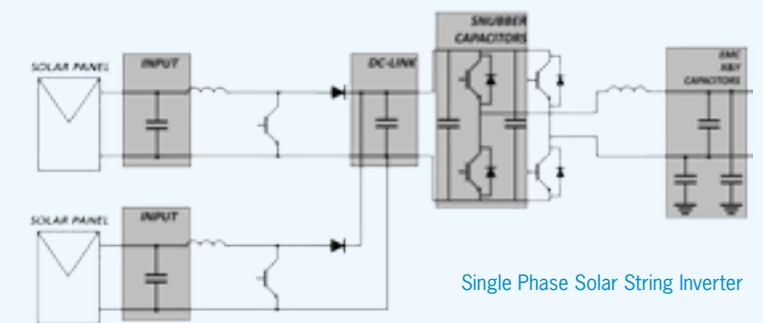 SNUBBER
CAPACITORS
SOLAR PANEL
INPUT
DC-LINK
EMC
X&Y
CAPACITORS
SOLAR PANEL
INPUT
Single Phase Solar String Inverter